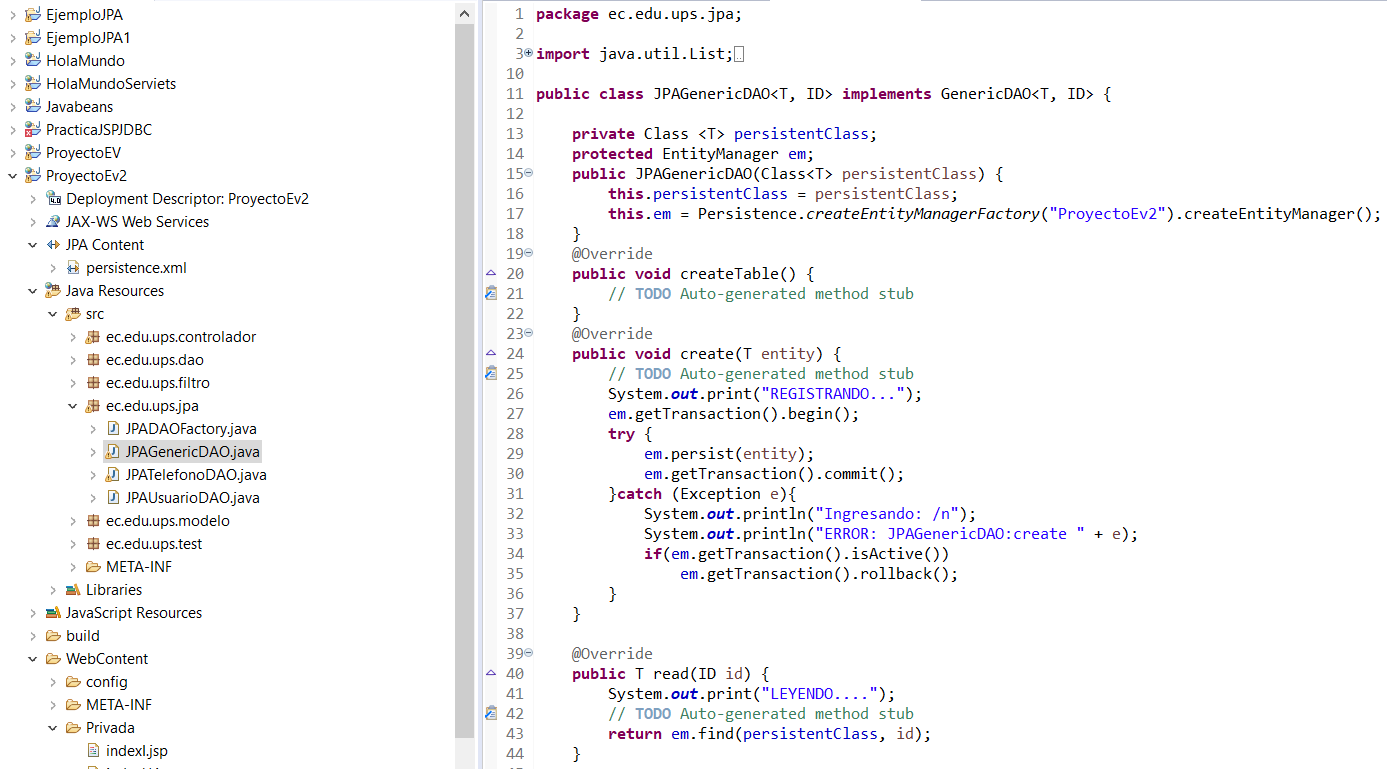 EjemploJPA
EjemploJPA1
HolaMundo
HolaMundoServiets
Javabeans
PracticaJSPJDBC
ProyectoEV
ProyectoEv2
Deployment Descriptor: ProyectoEv2
JAX-WS Web Services
JPA Content
persistence.xml
Java Resources
src
ec.edu.ups.controlador
ec.edu.ups.dao
ec.edu.ups.filtro
ec.edu.ups.jpa
JPADAOFactory.java
JPAGenericDAO.java
JPATelefonoDAO.java
JPAUsuarioDAO.java
ec.edu.ups.modelo
ec.edu.ups.test
META-INF
Libraries
JavaScript Resources
build
WebContent
config
META-INF
Privada
indexI.jsp
1 package ec.edu.ups.jpa;
2
3 import java.util.List;
10
11 public class JPAGenericDAO<T, ID> implements GenericDAO<T, ID> {
12
13 private Class <T> persistentClass;
14 protected EntityManager em;
15 public JPAGenericDAO(Class<T> persistentClass) {
16 this.persistentClass = persistentClass;
17 this.em = Persistence.createEntityManagerFactory("ProyectoEv2").createEntityManager();
18 }
19 @Override
20 public void createTable() {
21 // TODO Auto-generated method stub
22 }
23 @Override
24 public void create(T entity) {
25 // TODO Auto-generated method stub
26 System.out.print("REGISTRANDO...");
27 em.getTransaction().begin();
28 try {
29 em.persist(entity);
30 em.getTransaction().commit();
31 }catch (Exception e){
32 System.out.println("Ingresando: /n");
33 System.out.println("ERROR: JPAGenericDAO:create " + e);
34 if(em.getTransaction().isActive())
35 em.getTransaction().rollback();
36 }
37 }
38
39 @Override
40 public T read(ID id) {
41 System.out.print("LEYENDO....");
42 // TODO Auto-generated method stub
43 return em.find(persistentClass, id);
44 }